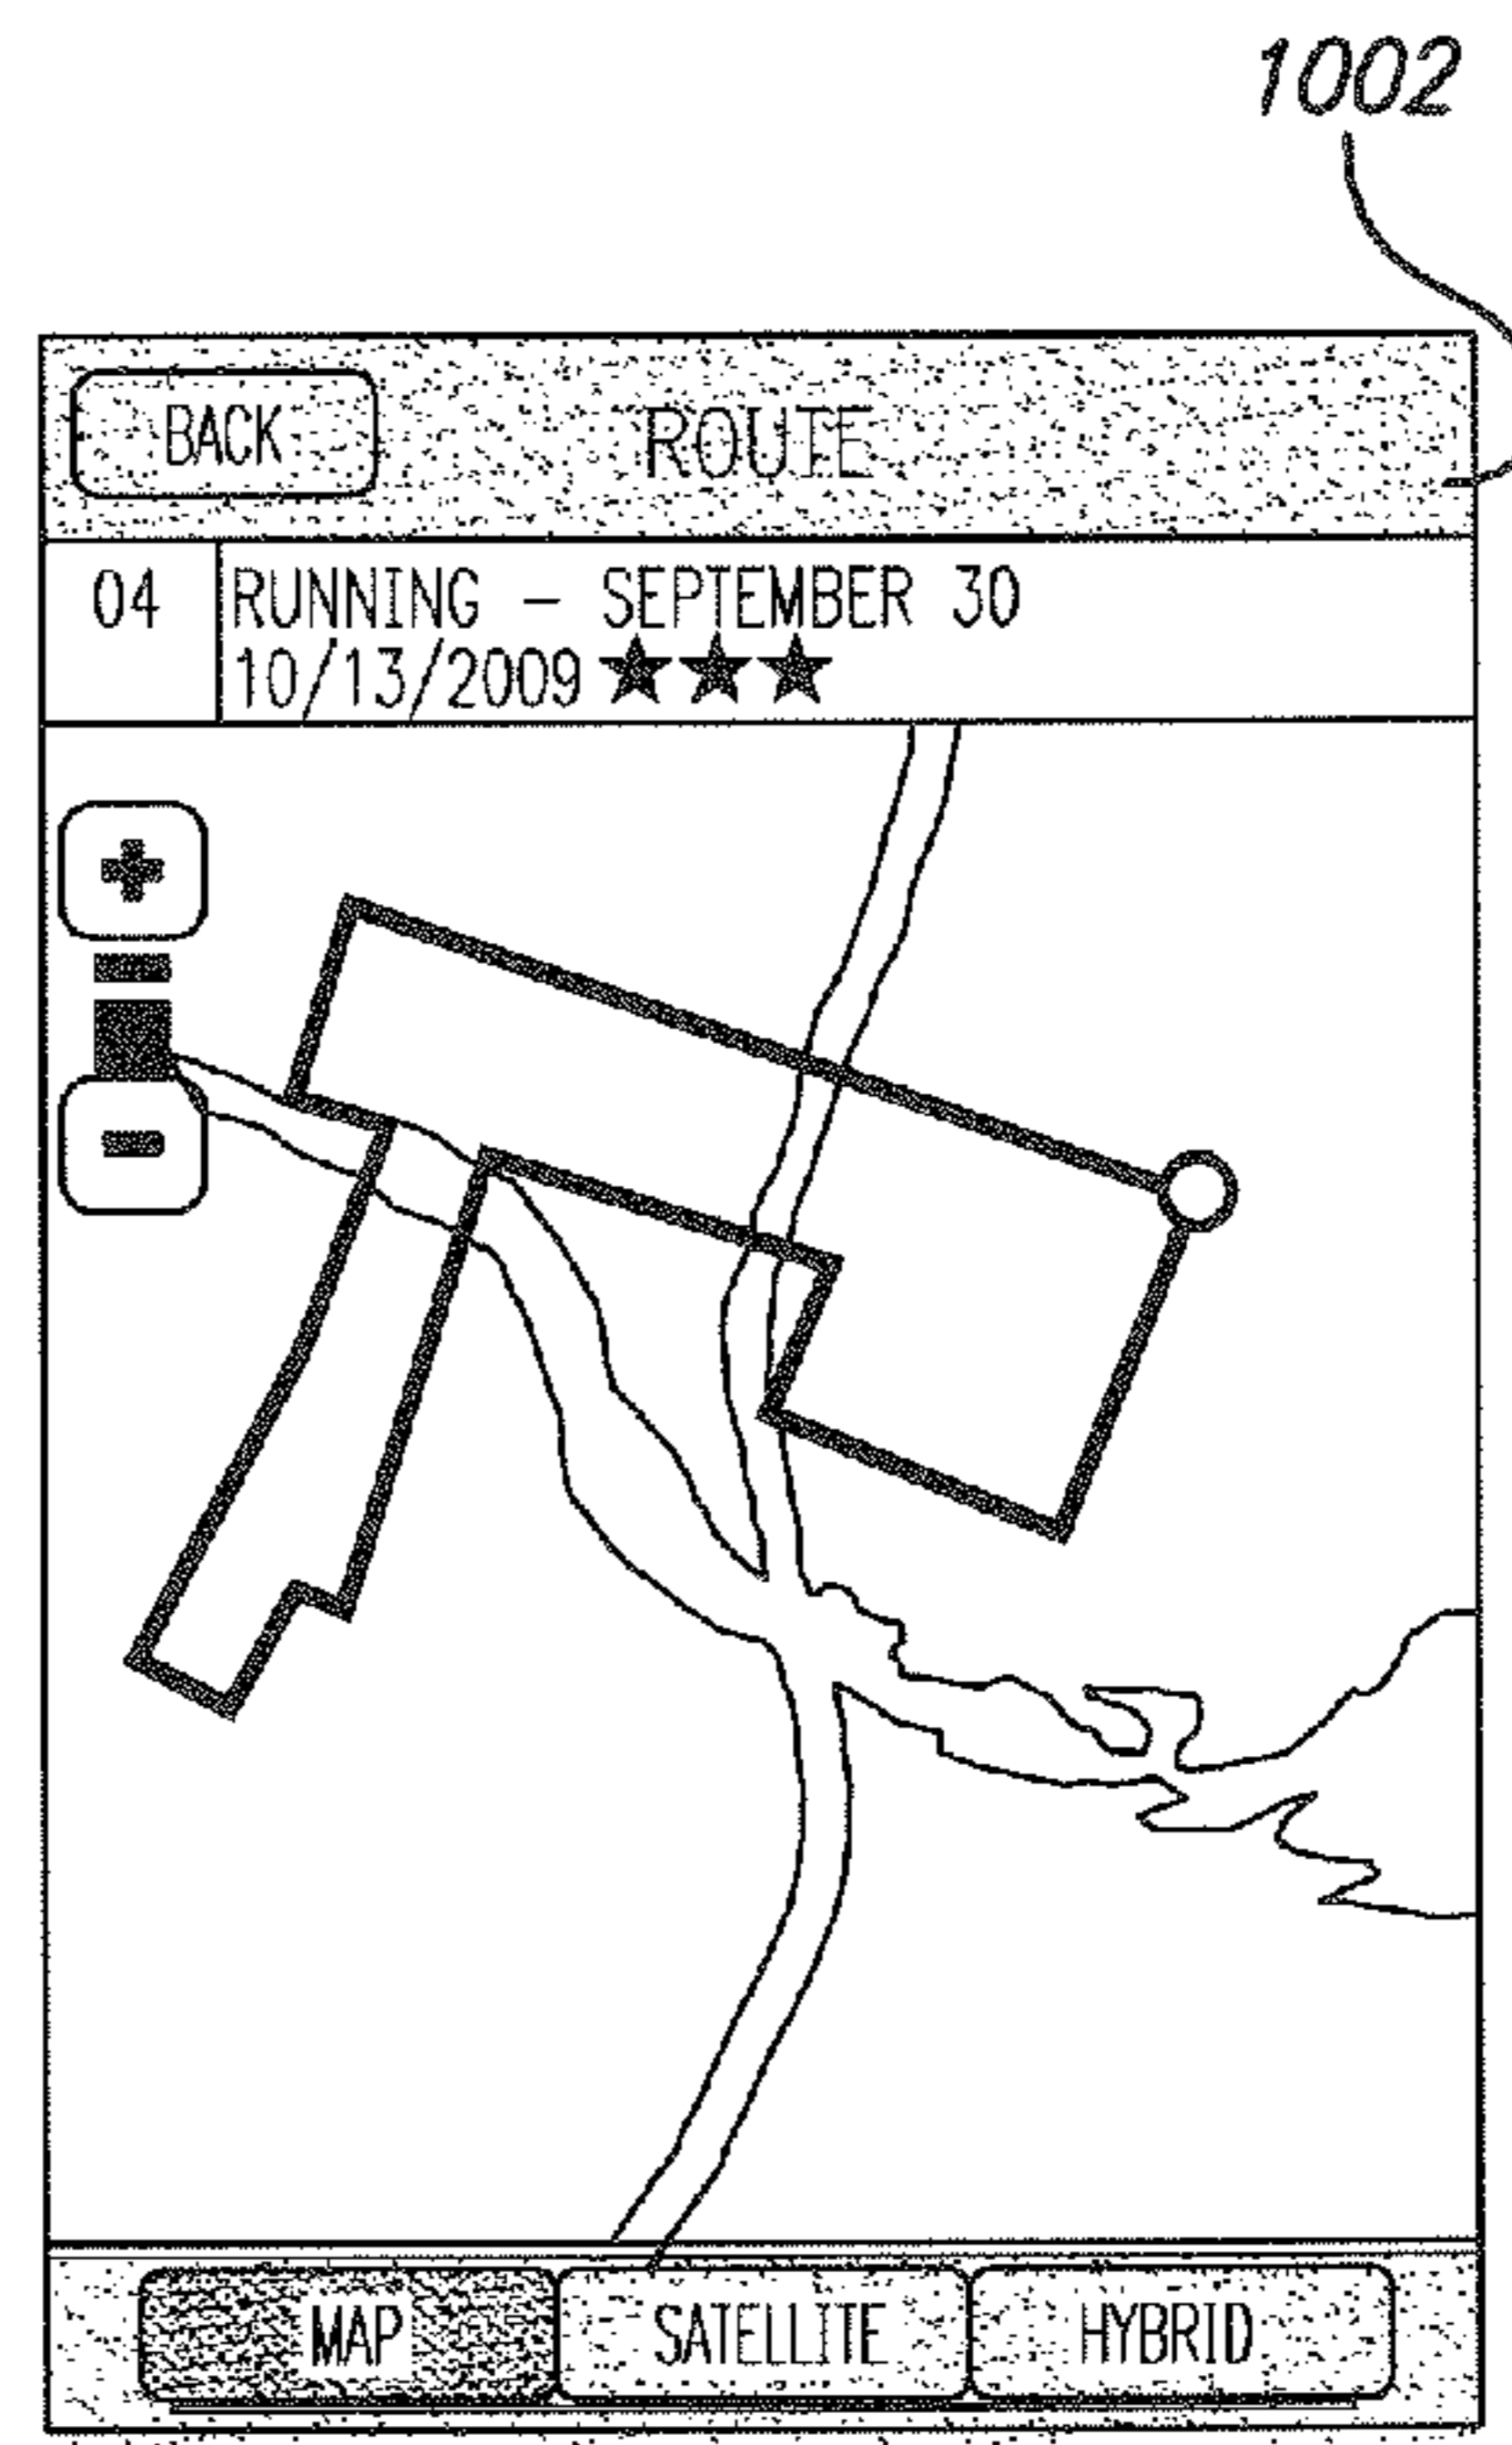 1002
BACK ROUTE
04 RUNNING – SEPTEMBER 30
10/13/2009 ★★★
+
-
MAP SATELLITE HYBRID